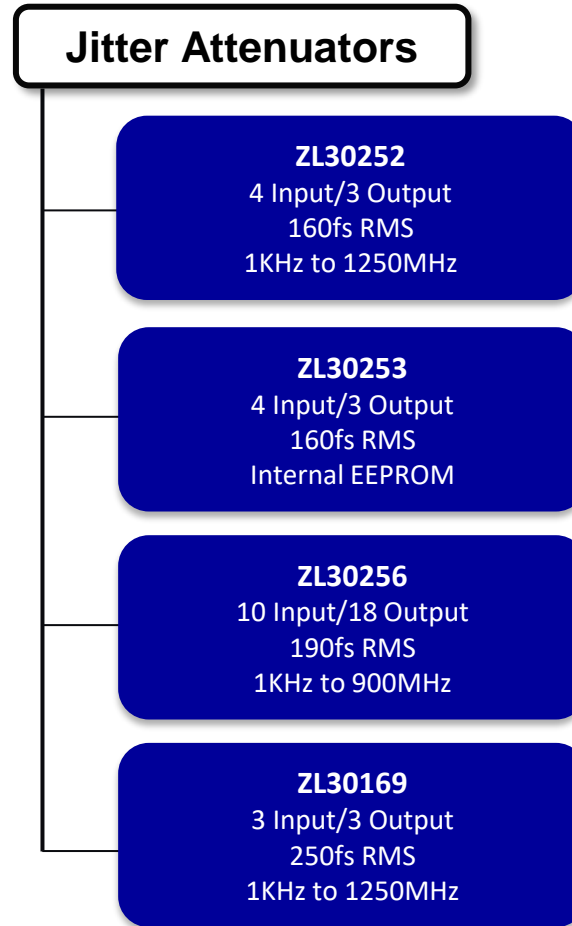 Jitter Attenuators
ZL30252
4 Input/3 Output
160fs RMS
1KHz to 1250MHz
ZL30253
4 Input/3 Output
160fs RMS
Internal EEPROM
ZL30256
10 Input/18 Output
190fs RMS
1KHz to 900MHz
ZL30169
3 Input/3 Output
250fs RMS
1KHz to 1250MHz